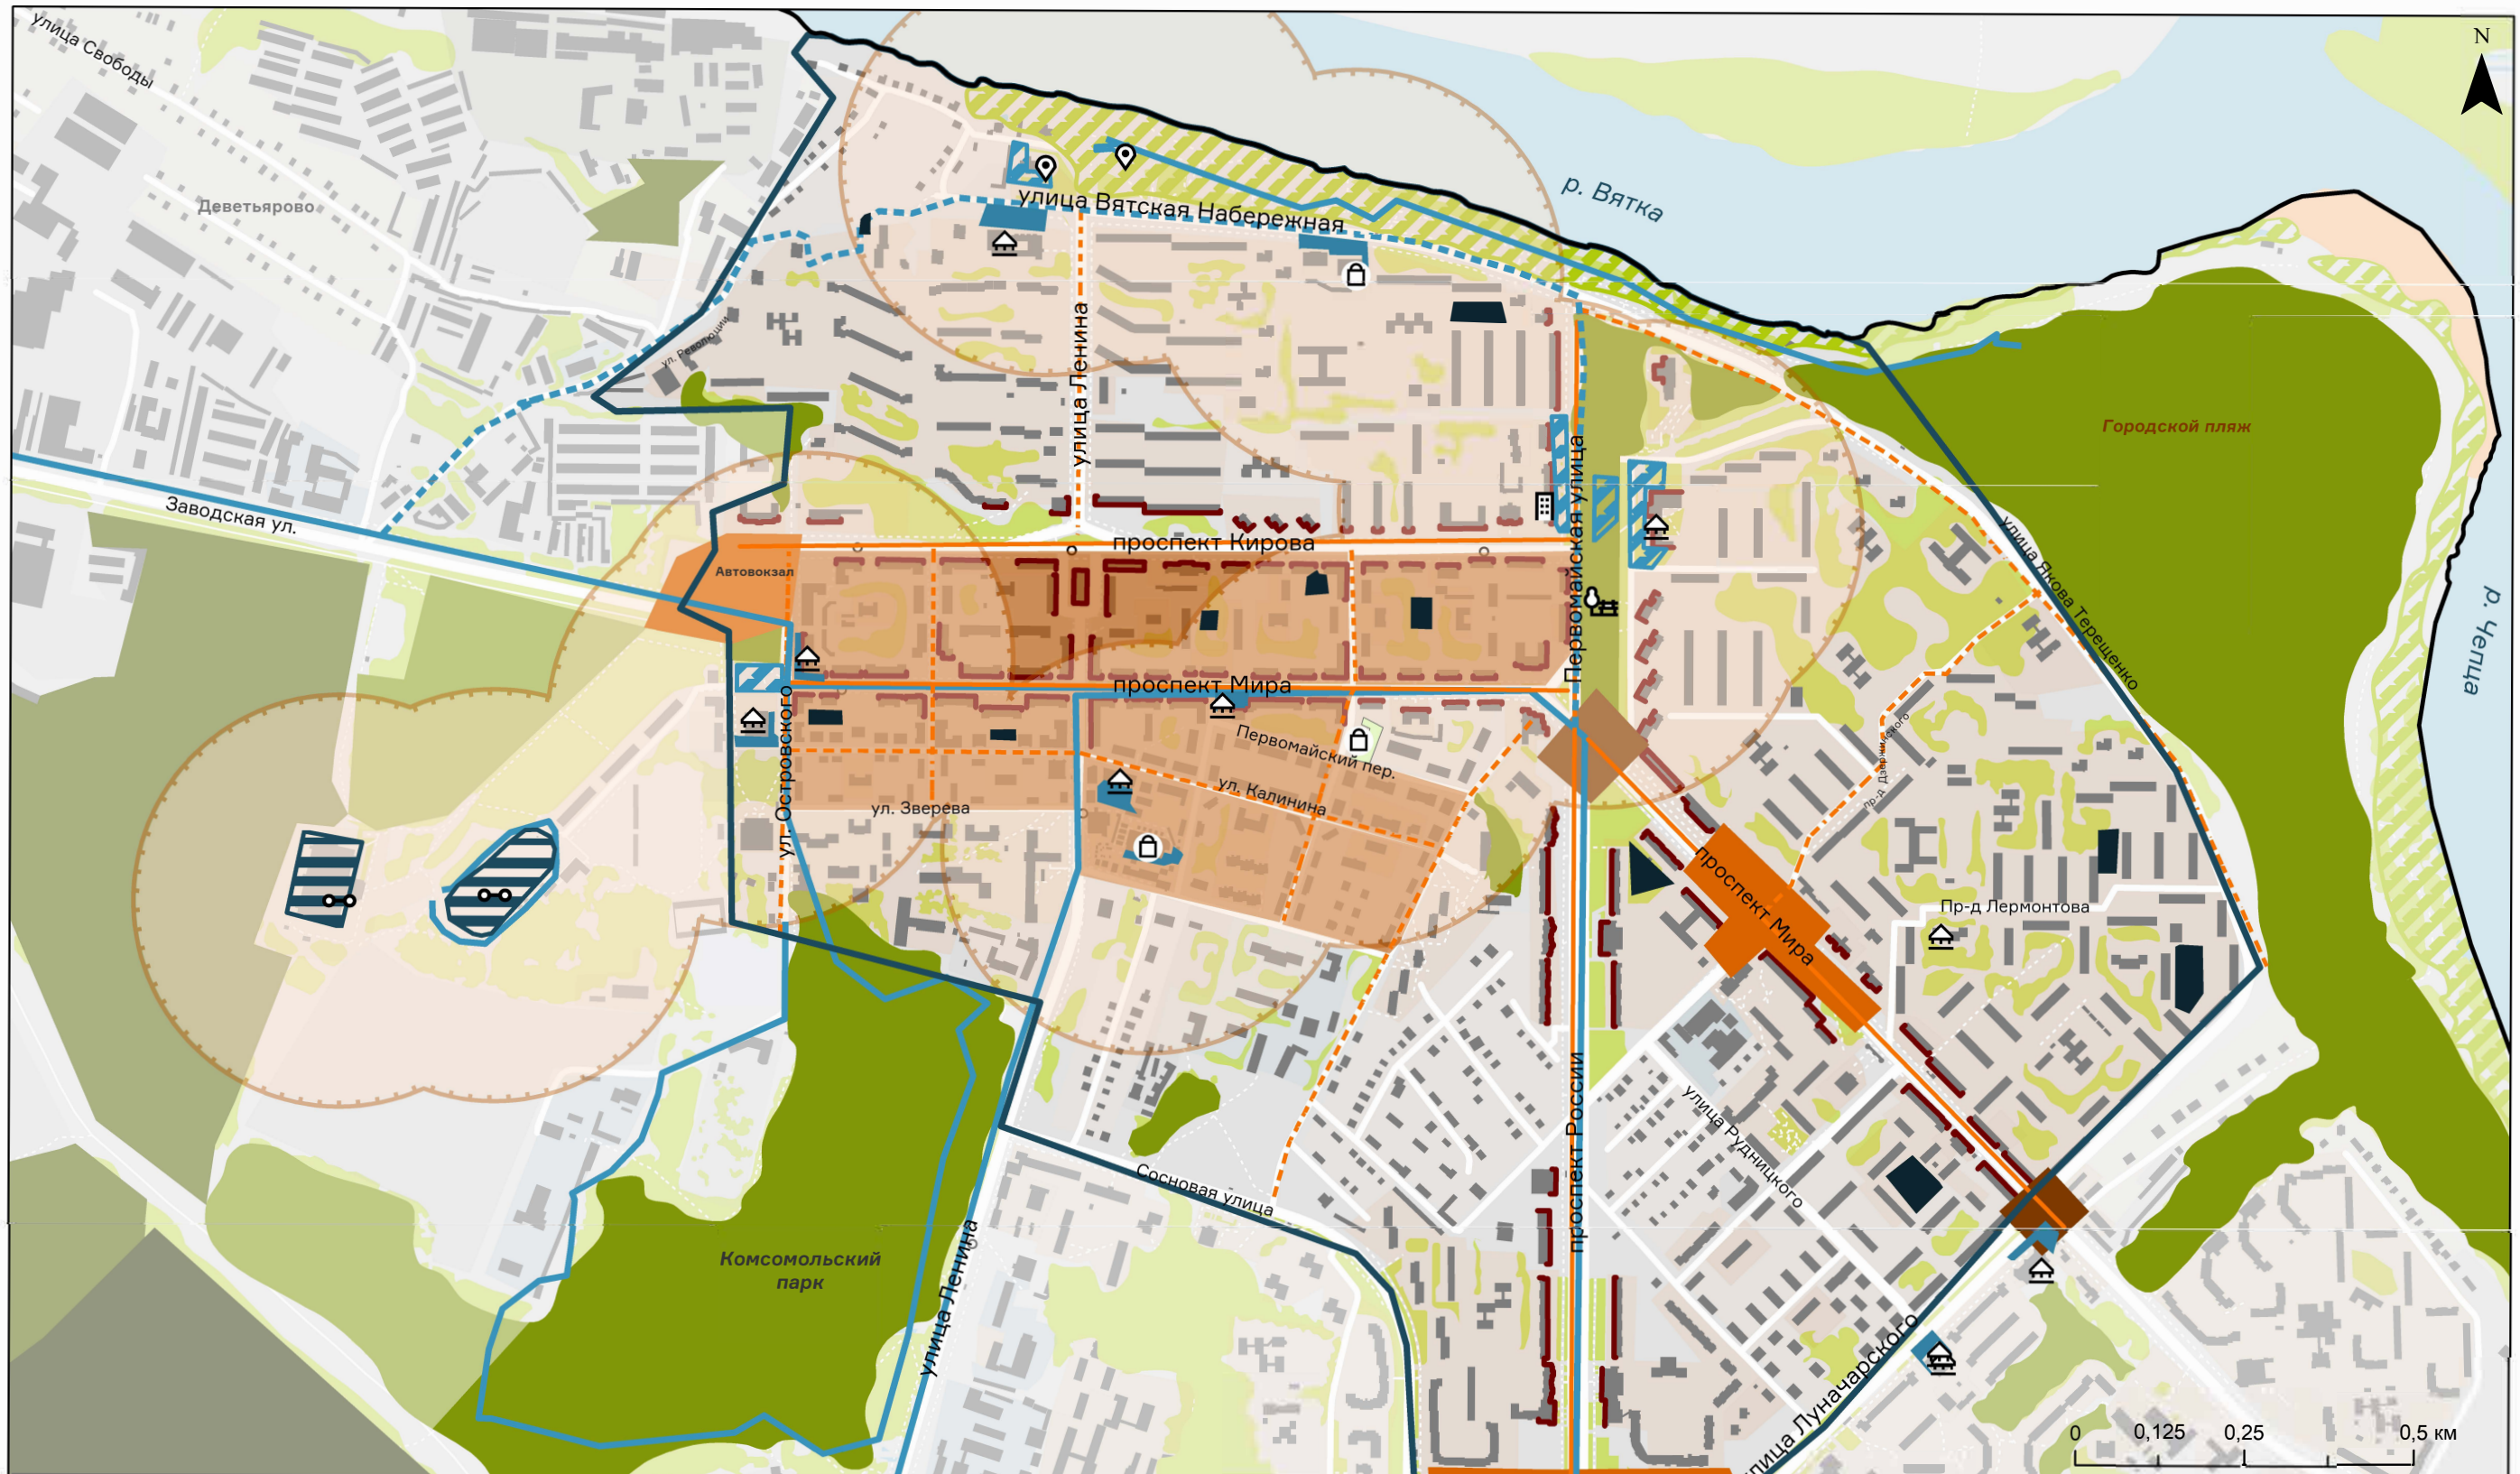 улица Свободы
N
Деветьярово
улица Вятская Набережная
р. Вятка
ул. Революции
улица Ленина
Городской пляж
Заводская ул.
проспект Кирова
Автовокзал
Первомайская улица
улица Якова Терещенко
р. Чепца
проспект Мира
ул. Островского
Первомайский пер.
пр-д Дзержинского
ул. Калинина
ул. Зверева
проспект Мира
Пр-д Лермонтова
проспект России
улица Рудницкого
Сосновая улица
Комсомольский
парк
улица Ленина
улица Луначарского
0 0,125 0,25 0,5 км